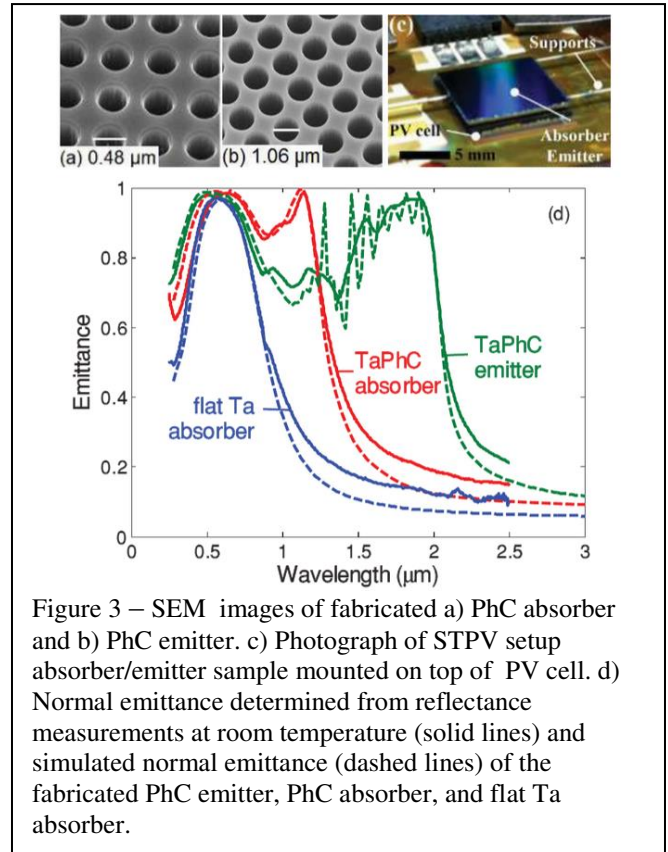 (a) 0.48 µm
(b) 1.06 µm
(c)
Supports
PV cell
5 mm
Absorber
Emitter
(d)
1
0.8
0.6
0.4
0.2
0
Emittance
TaPhC
absorber
TaPhC
emitter
flat Ta
absorber
0 0.5 1 1.5 2 2.5 3
Wavelength (μm)
Figure 3 – SEM images of fabricated a) PhC absorber
and b) PhC emitter. c) Photograph of STPV setup
absorber/emitter sample mounted on top of PV cell. d)
Normal emittance determined from reflectance
measurements at room temperature (solid lines) and
simulated normal emittance (dashed lines) of the
fabricated PhC emitter, PhC absorber, and flat Ta
absorber.